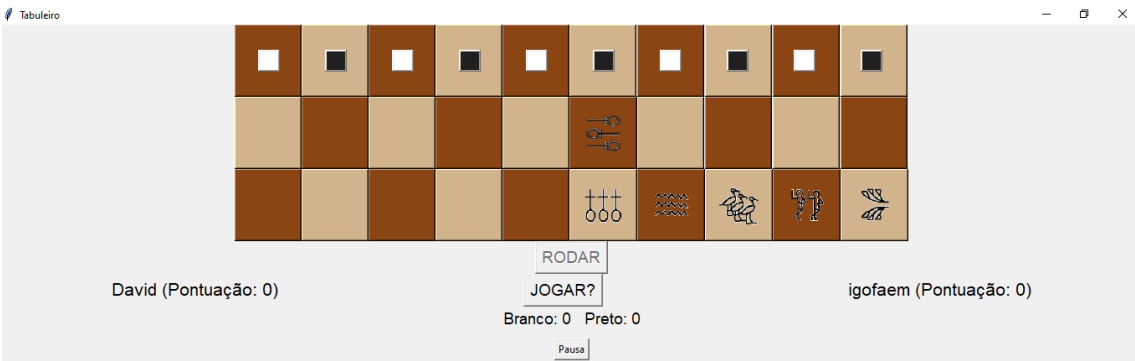 Tabuleiro
RODAR
David (Pontuação: 0)
JOGAR?
igofaem (Pontuação: 0)
Branco: 0 Preto: 0
Pausa